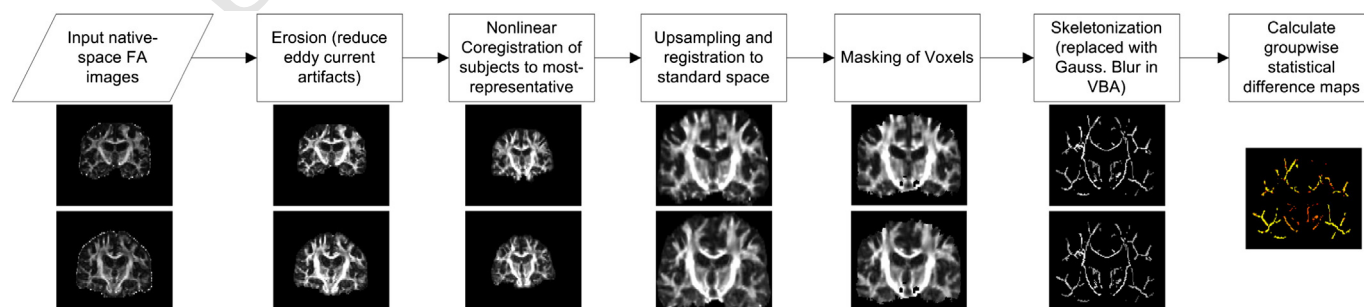 Input native-
space FA
images
Erosion (reduce
eddy current
artifacts)
Nonlinear
Coregistration of
subjects to most-
representative
Upsampling and
registration to
standard space
Masking of Voxels
Skeletonization
(replaced with
Gauss. Blur in
VBA)
Calculate
groupwise
statistical
difference maps